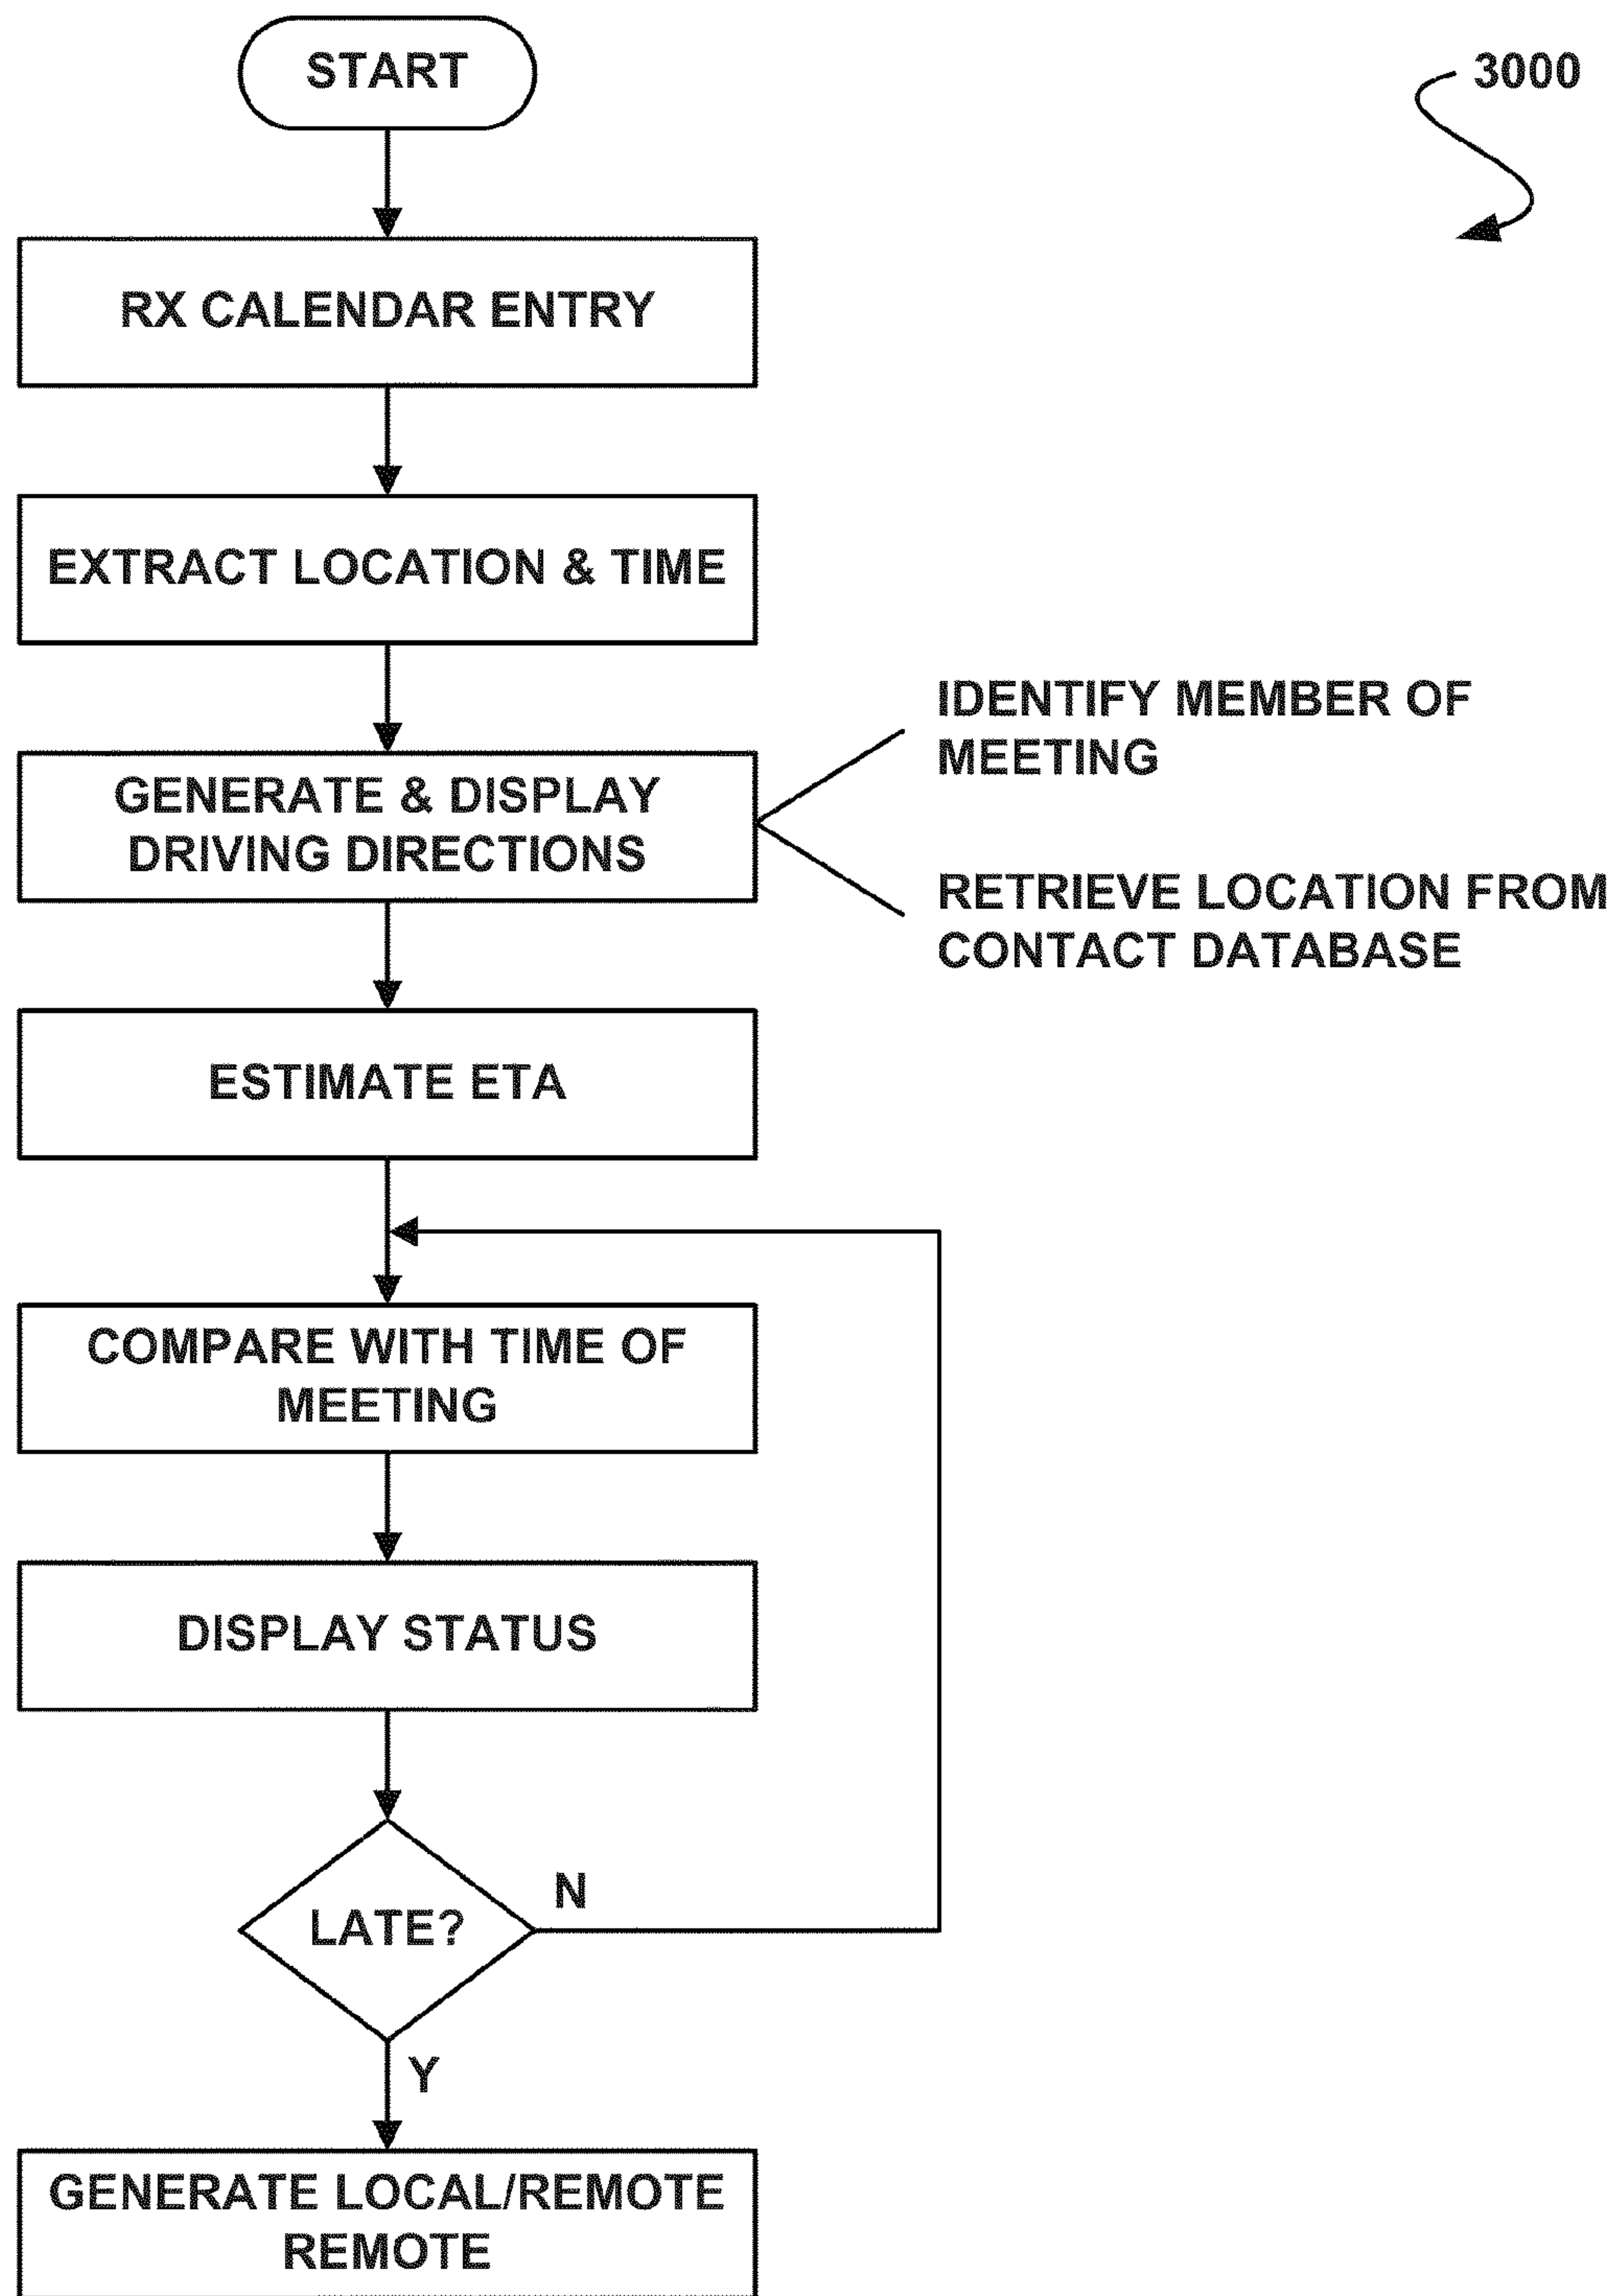 START
3000
RX CALENDAR ENTRY
EXTRACT LOCATION & TIME
IDENTIFY MEMBER OF
MEETING
GENERATE & DISPLAY
DRIVING DIRECTIONS
RETRIEVE LOCATION FROM
CONTACT DATABASE
ESTIMATE ETA
COMPARE WITH TIME OF
MEETING
DISPLAY STATUS
N
LATE?
Y
GENERATE LOCAL/REMOTE
REMOTE